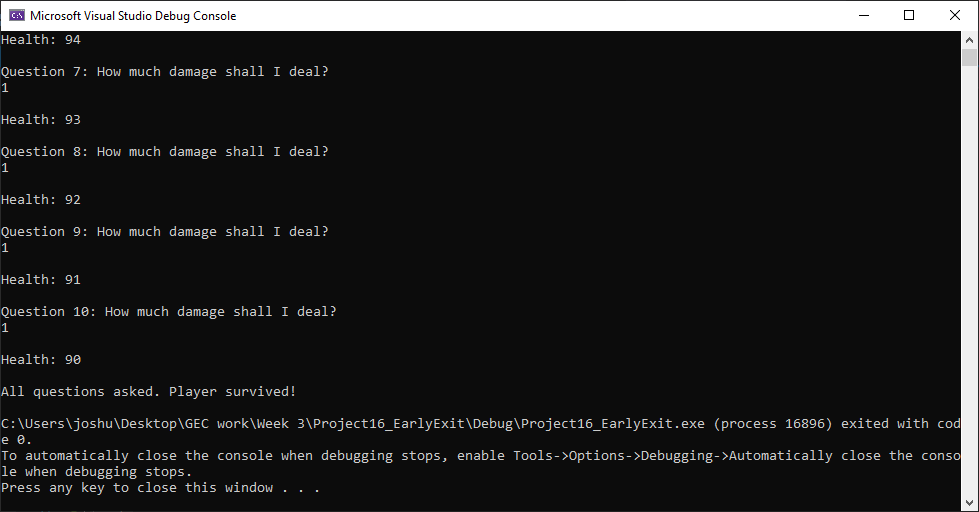 Microsoft Visual Studio Debug Console
Health: 94
Question 7: How much damage shall I deal?
1
Health: 93
Question 8: How much damage shall I deal?
1
Health: 92
Question 9: How much damage shall I deal?
1
Health: 91
Question 10: How much damage shall I deal?
1
Health: 90
All questions asked. Player survived!
C:\Users\joshu\Desktop\GEC work\Week 3\Project16_EarlyExit\Debug\Project16_EarlyExit.exe (process 16896) exited with cod
e 0.
To automatically close the console when debugging stops, enable Tools->Options->Debugging->Automatically close the conso
le when debugging stops.
Press any key to close this window . . .